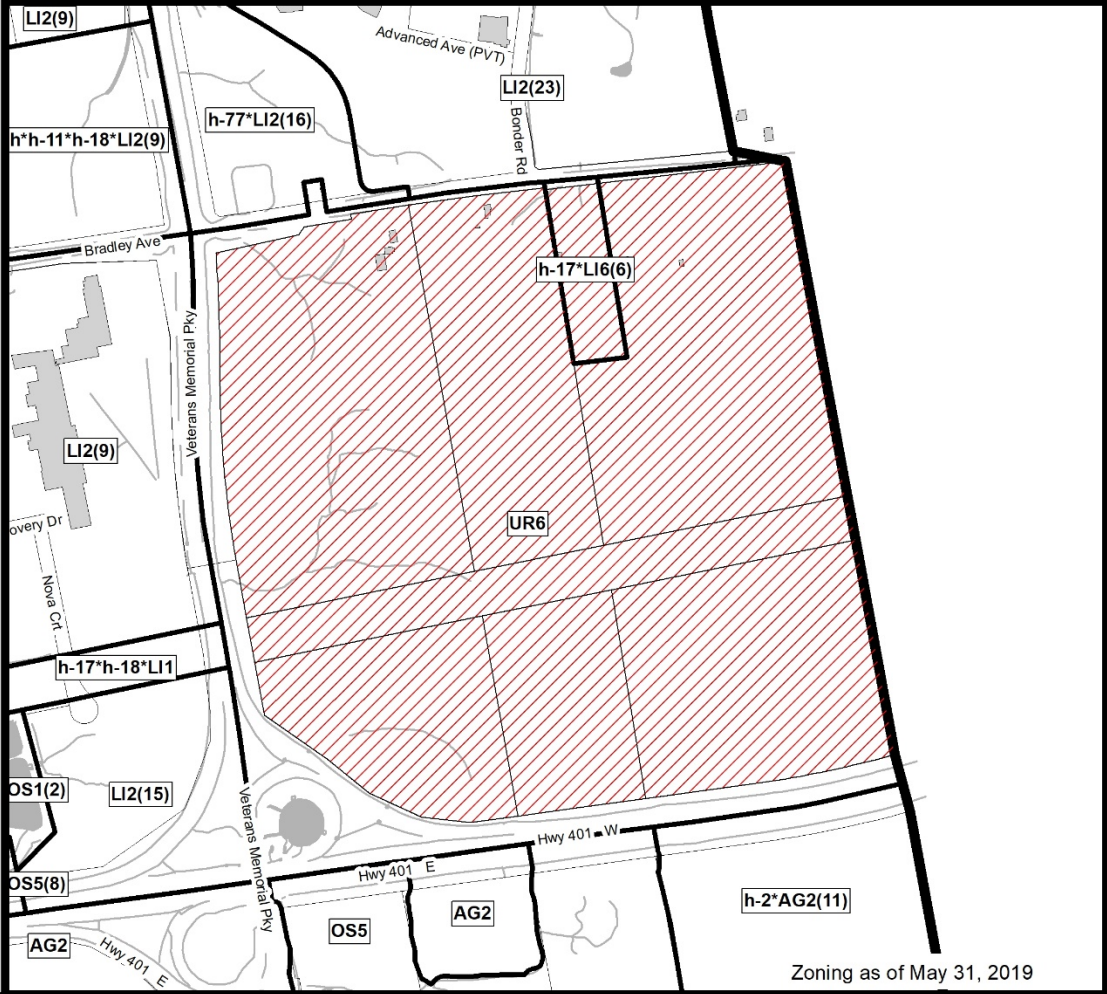 LI2(9)
Advanced Ave (PVT)
LI2(23)
h-77*LI2(16)
Bonder Rd
h*h-11*h-18*LI2(9)
Bradley Ave
h-17*LI6(6)
Veterans Memorial Pky
LI2(9)
UR6
overy Dr
Nova Crt
h-17*h-18*LI1
OS1(2)
LI2(15)
Veterans Memorial Pky
Hwy 401 W
Hwy 401 E
OS5(8)
h-2*AG2(11)
AG2
OS5
AG2
Hwy 401 E
Zoning as of May 31, 2019